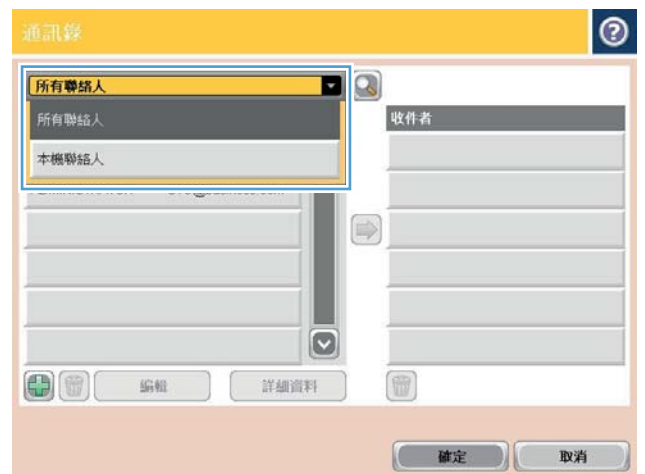 通訊錄
所有聯絡人
所有聯絡人
本機聯絡人
收件者
編輯
詳細資料
確定
取消